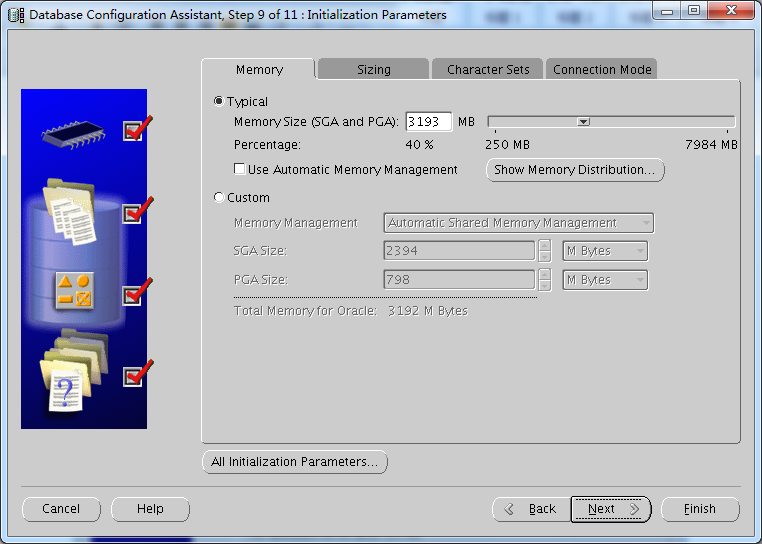 Database Configuration Assistant, Step 9 of 11 : Initialization Parameters
Memory Sizing Character Sets Connection Mode
Typical
Memory Size (SGA and PGA): 3193 MB
Percentage: 40 % 250 MB 7984 MB
Use Automatic Memory Management Show Memory Distribution...
Custom
Memory Management Automatic Shared Memory Management
SGA Size: 2394 M Bytes
PGA Size: 798 M Bytes
Total Memory for Oracle: 3192 M Bytes
?
All Initialization Parameters...
Cancel Help Back Next Finish